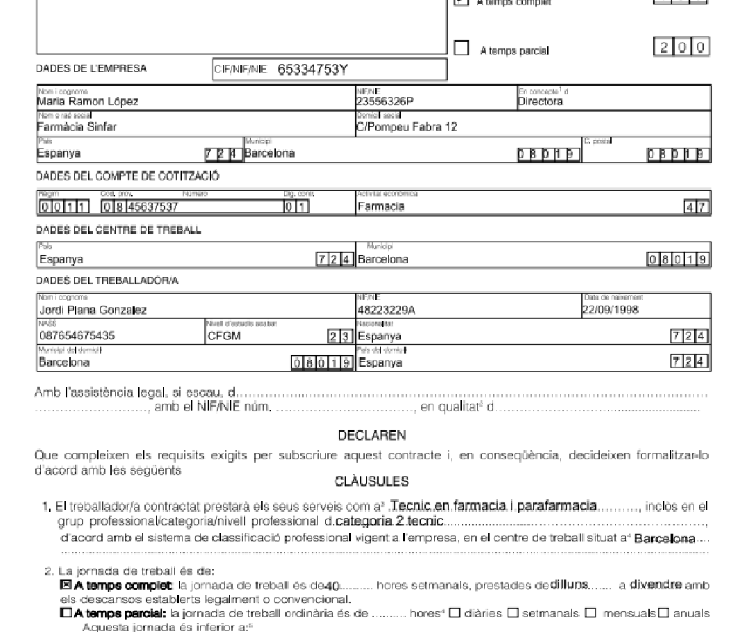 A temps complet
A temps parcial 2 0 0
DADES DE L'EMPRESA CIF/NIF/NIE 65334753Y
Nom i cognoms NIF/NIE En concepte¹ d
Maria Ramon López 23556326P Directora
Nom o raó social Domicili social
Farmàcia Sinfar C/Pompeu Fabra 12
País Municipi C. postal
Espanya 7 2 4 Barcelona 0 8 0 1 9 0 8 0 1 9
DADES DEL COMPTE DE COTITZACIÓ
Règim Cod. prov. Número Díg. contr. Activitat econòmica
0 0 1 1 0 8 45637537 0 1 Farmacia 4 7
DADES DEL CENTRE DE TREBALL
País Municipi
Espanya 7 2 4 Barcelona 0 8 0 1 9
DADES DEL TREBALLADOR/A
Nom i cognoms NIF/NIE Data de naixement
Jordi Plana Gonzalez 48223229A 22/09/1998
NASS Nivell d'estudis acabat Nacionalitat
087654675435 CFGM 2 3 Espanya 7 2 4
Municipi del domicili País del domicili
Barcelona 0 8 0 1 9 Espanya 7 2 4
Amb l'assistència legal, si escau, d..............................
.............................., amb el NIF/NIE núm. .............................., en qualitat² d..............................
DECLAREN
Que compleixen els requisits exigits per subscriure aquest contracte i, en conseqüència, decideixen formalitzar-lo
d'acord amb les següents
CLÀUSULES
1. El treballador/a contractat prestarà els seus serveis com a³ .Tecnic en farmacia i parafarmacia.........., inclòs en el
grup professional/categoria/nivell professional d.categoria 2 tecnic..............................,
d'acord amb el sistema de classificació professional vigent a l'empresa, en el centre de treball situat a⁴ Barcelona....
2. La jornada de treball és de:
A temps complet: la jornada de treball és de40......... hores setmanals, prestades de dilluns...... a divendre amb
els descansos establerts legalment o convencional.
A temps parcial: la jornada de treball ordinària és de ......... hores⁴ diàries setmanals mensuals anuals
Aquesta jornada és inferior a:⁵